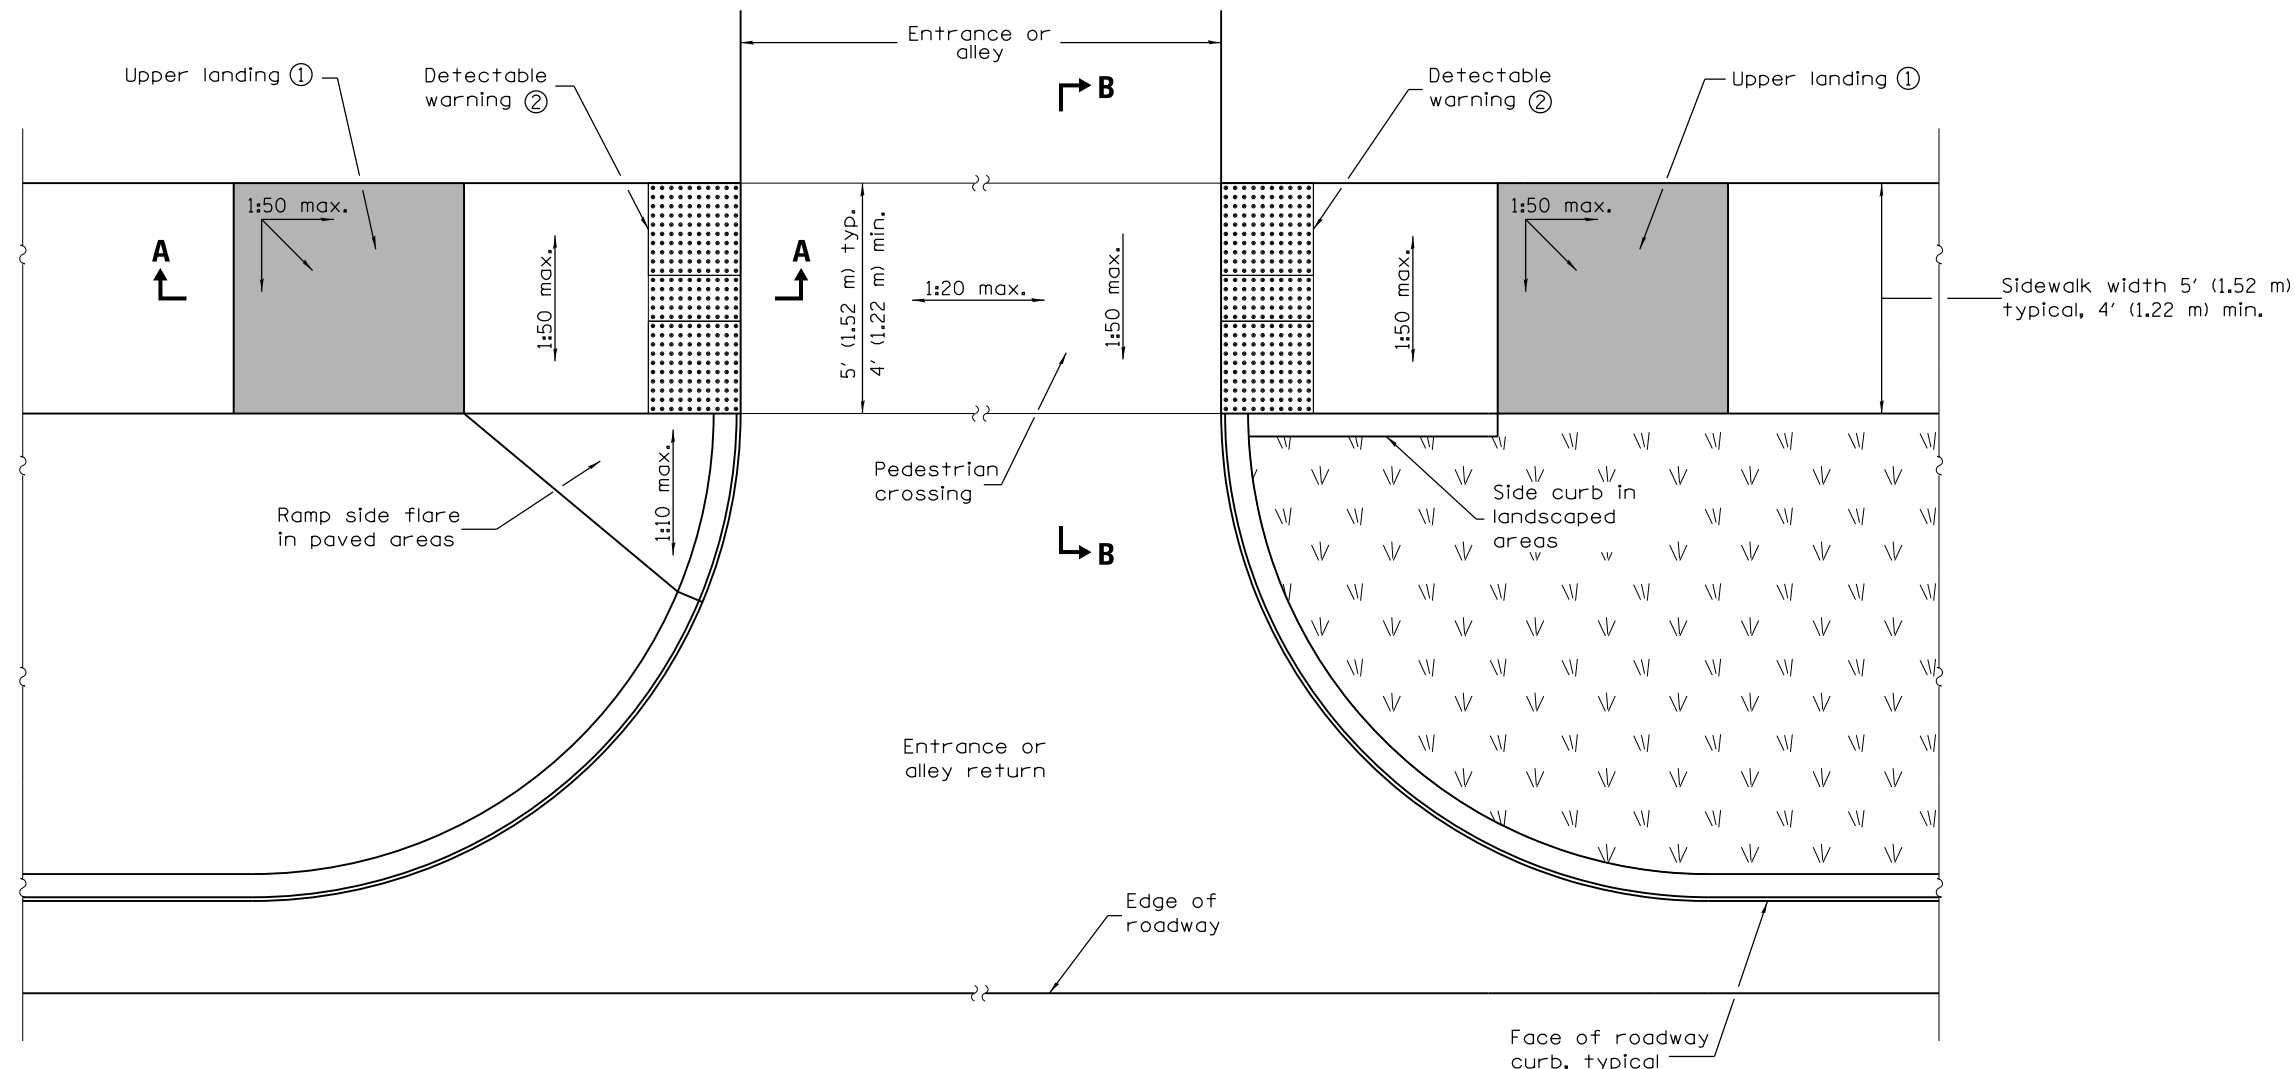 Entrance or
alley
Upper landing ①
Detectable
warning ②
B
Detectable
warning ②
Upper landing ①
1:50 max.
1:50 max.
A
A
1:50 max.
5' (1.52 m) typ.
4' (1.22 m) min.
1:20 max.
1:50 max.
1:50 max.
Sidewalk width 5' (1.52 m)
typical, 4' (1.22 m) min.
1:10 max.
Ramp side flare
in paved areas
Pedestrian
crossing
Side curb in
landscaped
areas
B
Entrance or
alley return
Edge of
roadway
Face of roadway
curb, typical